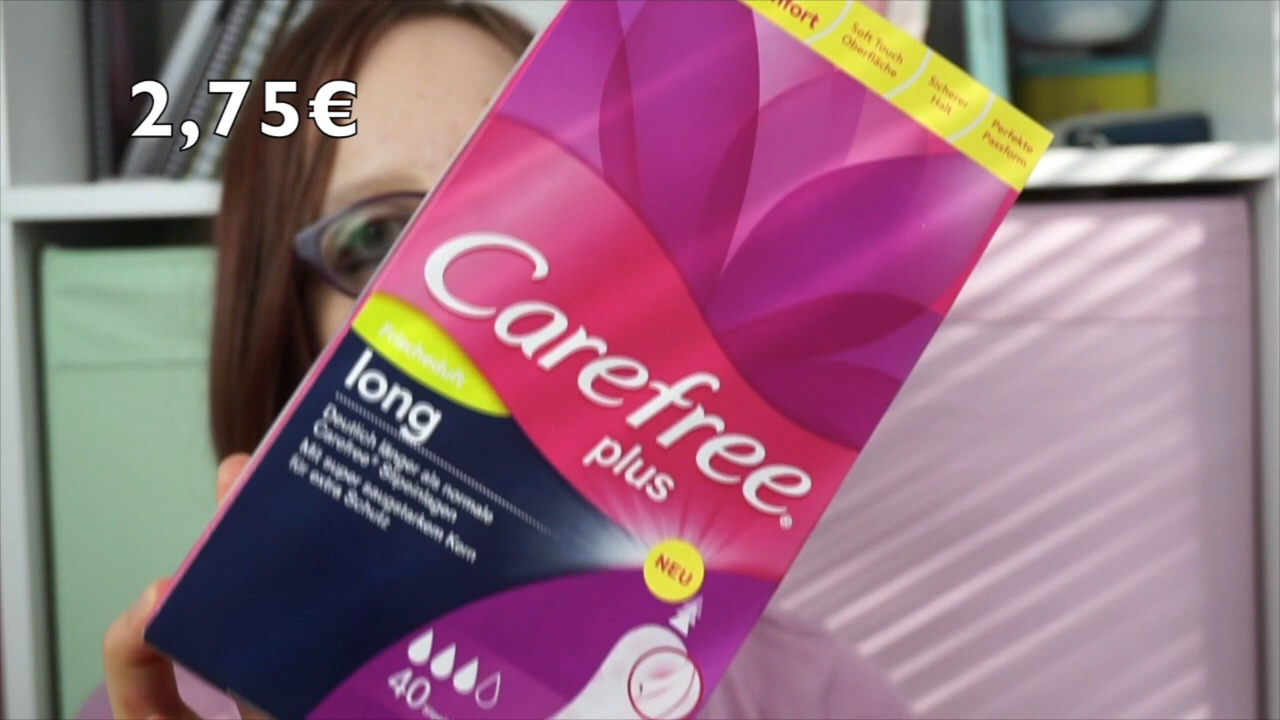 2,75€
Soft Touch
Oberfläche
Sicherer
Halt
Perfekte
Passform
Carefree®
plus
Frischeduft
long
Deutlich länger als normale
Carefree® Slipeinlagen
Mit super saugstarkem Kern
für extra Schutz
NEU
40